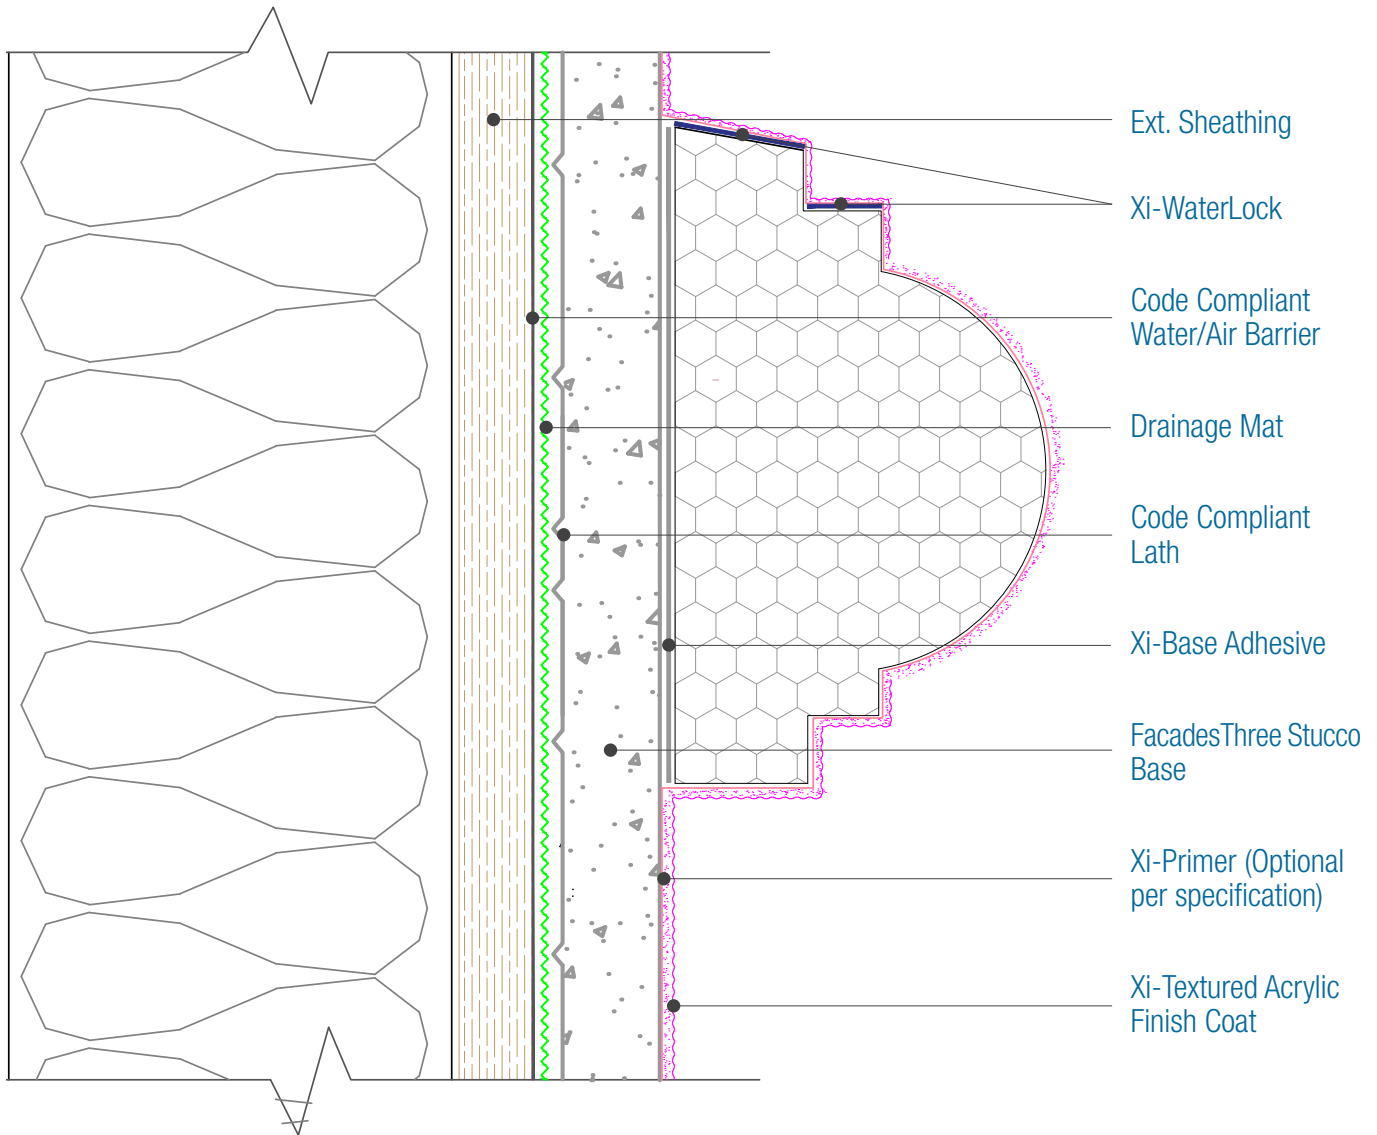 Ext. Sheathing
Xi-WaterLock
Code Compliant
Water/Air Barrier
Drainage Mat
Code Compliant
Lath
Xi-Base Adhesive
FacadesThree Stucco
Base
Xi-Primer (Optional
per specification)
Xi-Textured Acrylic
Finish Coat